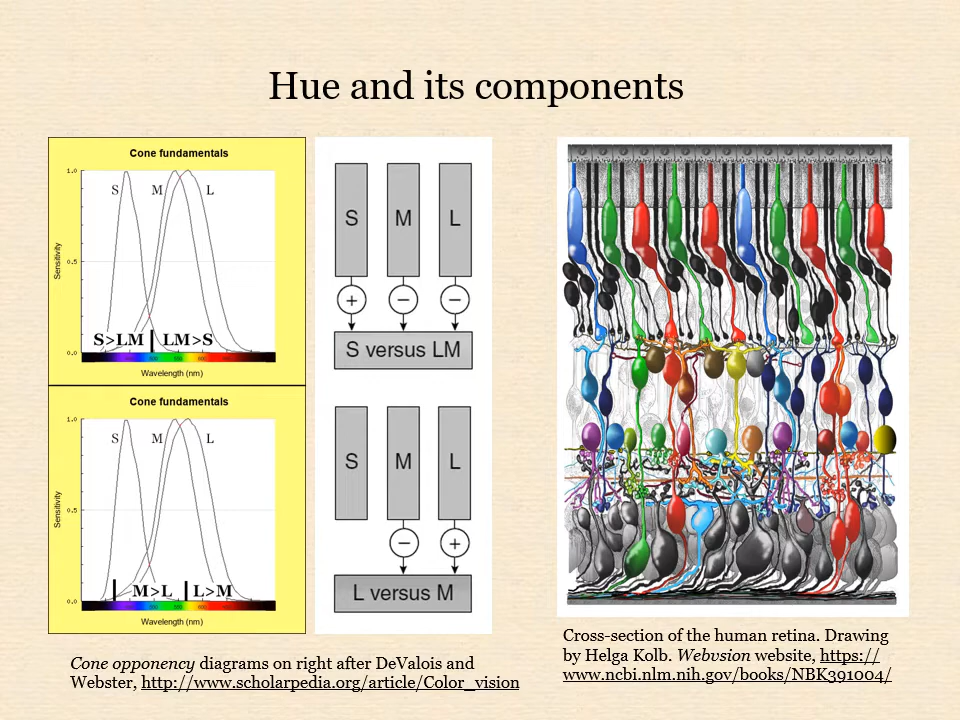 Hue and its components
Cone fundamentals
1.0
S M L
Sensitivity
0.5
S>LM LM>S
0.0
Wavelength (nm)
Cone fundamentals
1.0
S M L
Sensitivity
0.5
M>L L>M
0.0
Wavelength (nm)
S M L
+ − −
S versus LM
S M L
− +
L versus M
Cone opponency diagrams on right after DeValois and
Webster, http://www.scholarpedia.org/article/Color_vision
Cross-section of the human retina. Drawing
by Helga Kolb. Webvsion website, https://
www.ncbi.nlm.nih.gov/books/NBK391004/